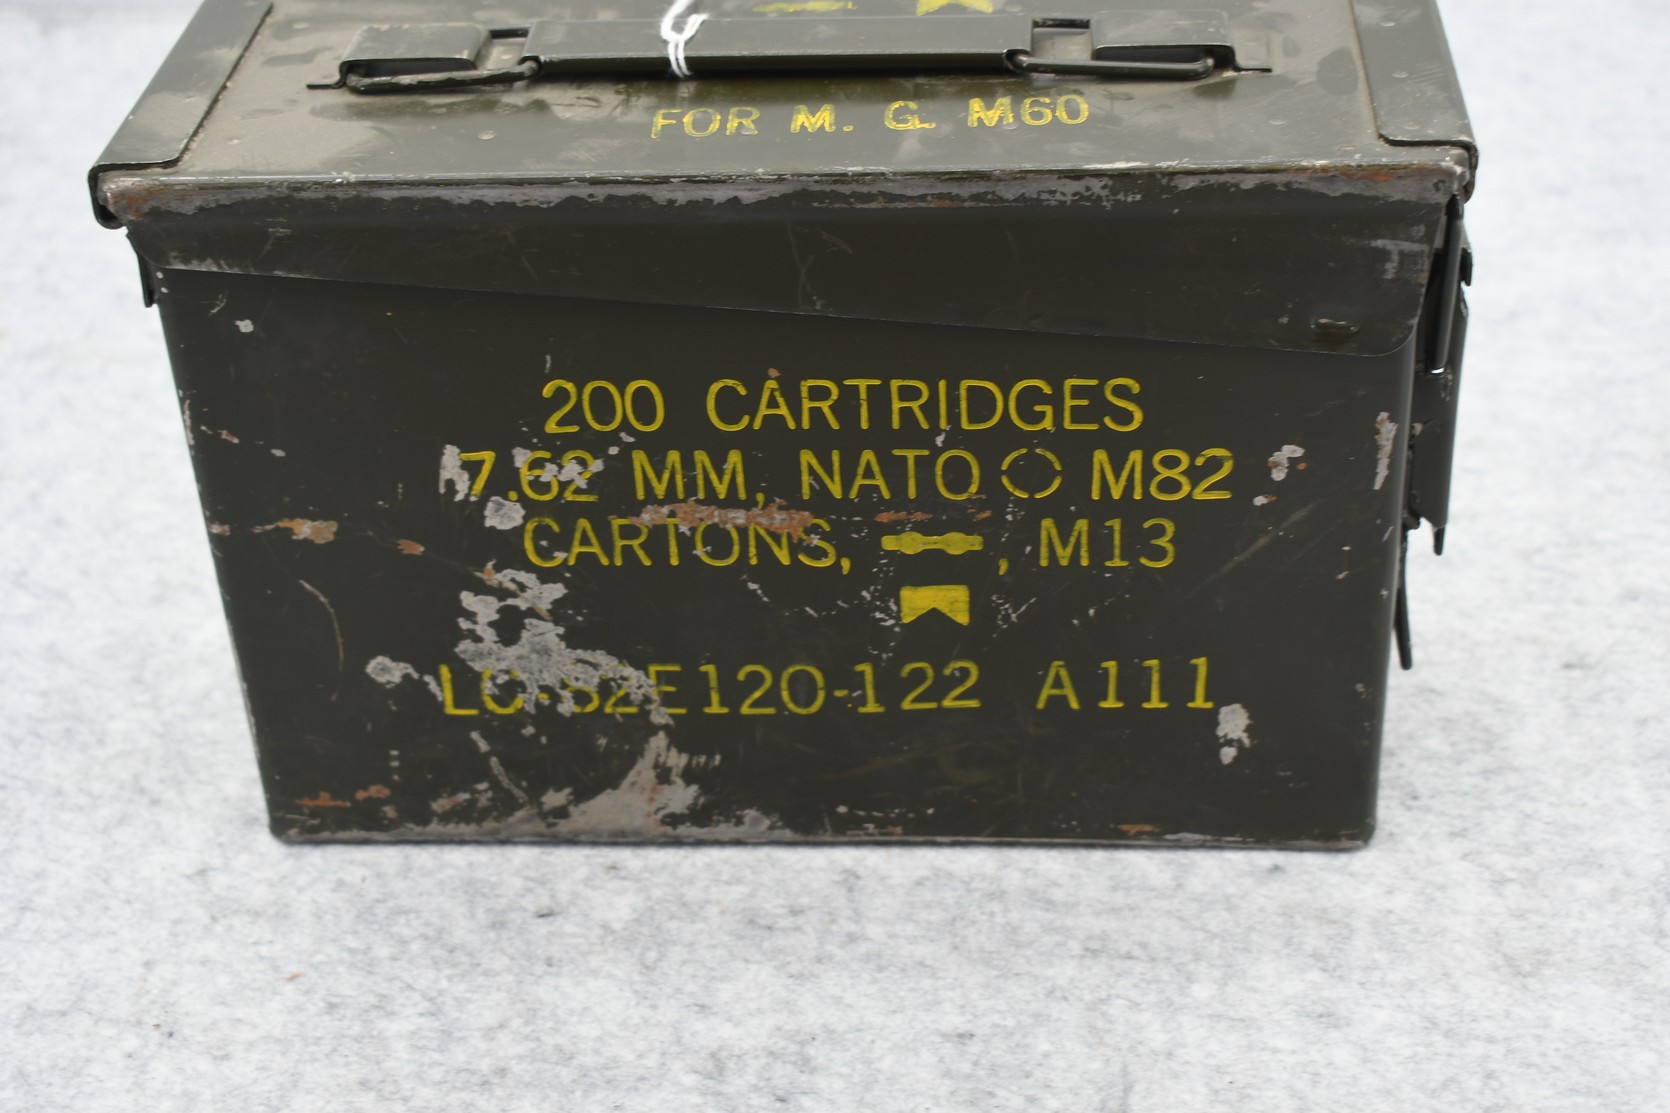 FOR M. G. M60
200 CARTRIDGES
7.62 MM, NATO M82
CARTONS, , M13
LC-82E120-122 A111